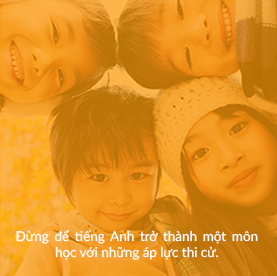 Đừng để tiếng Anh trở thành một môn
học với những áp lực thi cử.